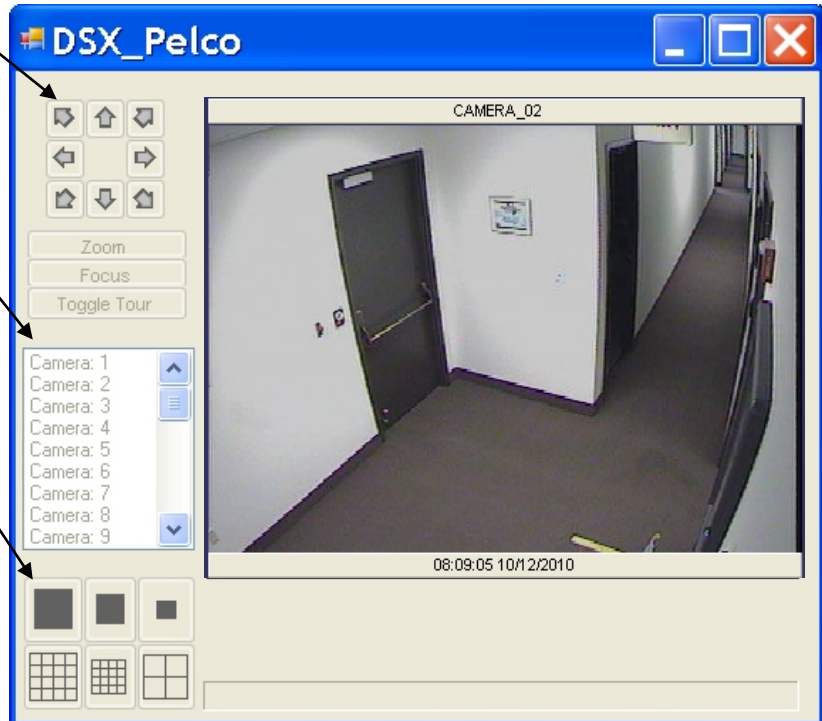 DSX_Pelco
CAMERA_02
Zoom
Focus
Toggle Tour
Camera: 1
Camera: 2
Camera: 3
Camera: 4
Camera: 5
Camera: 6
Camera: 7
Camera: 8
Camera: 9
08:09:05 10/12/2010